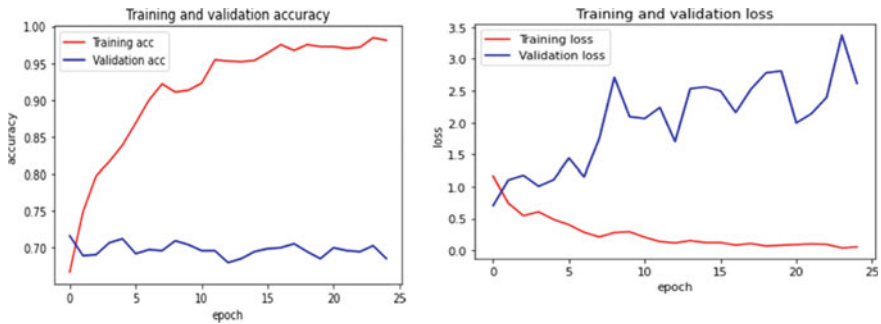 Training and validation accuracy
1.00
0.95
0.90
0.85
0.80
0.75
0.70
accuracy
Training acc
Validation acc
0
5
10
15
20
25
epoch
Training and validation loss
3.5
3.0
2.5
2.0
1.5
1.0
0.5
0.0
loss
Training loss
Validation loss
0
5
10
15
20
25
epoch